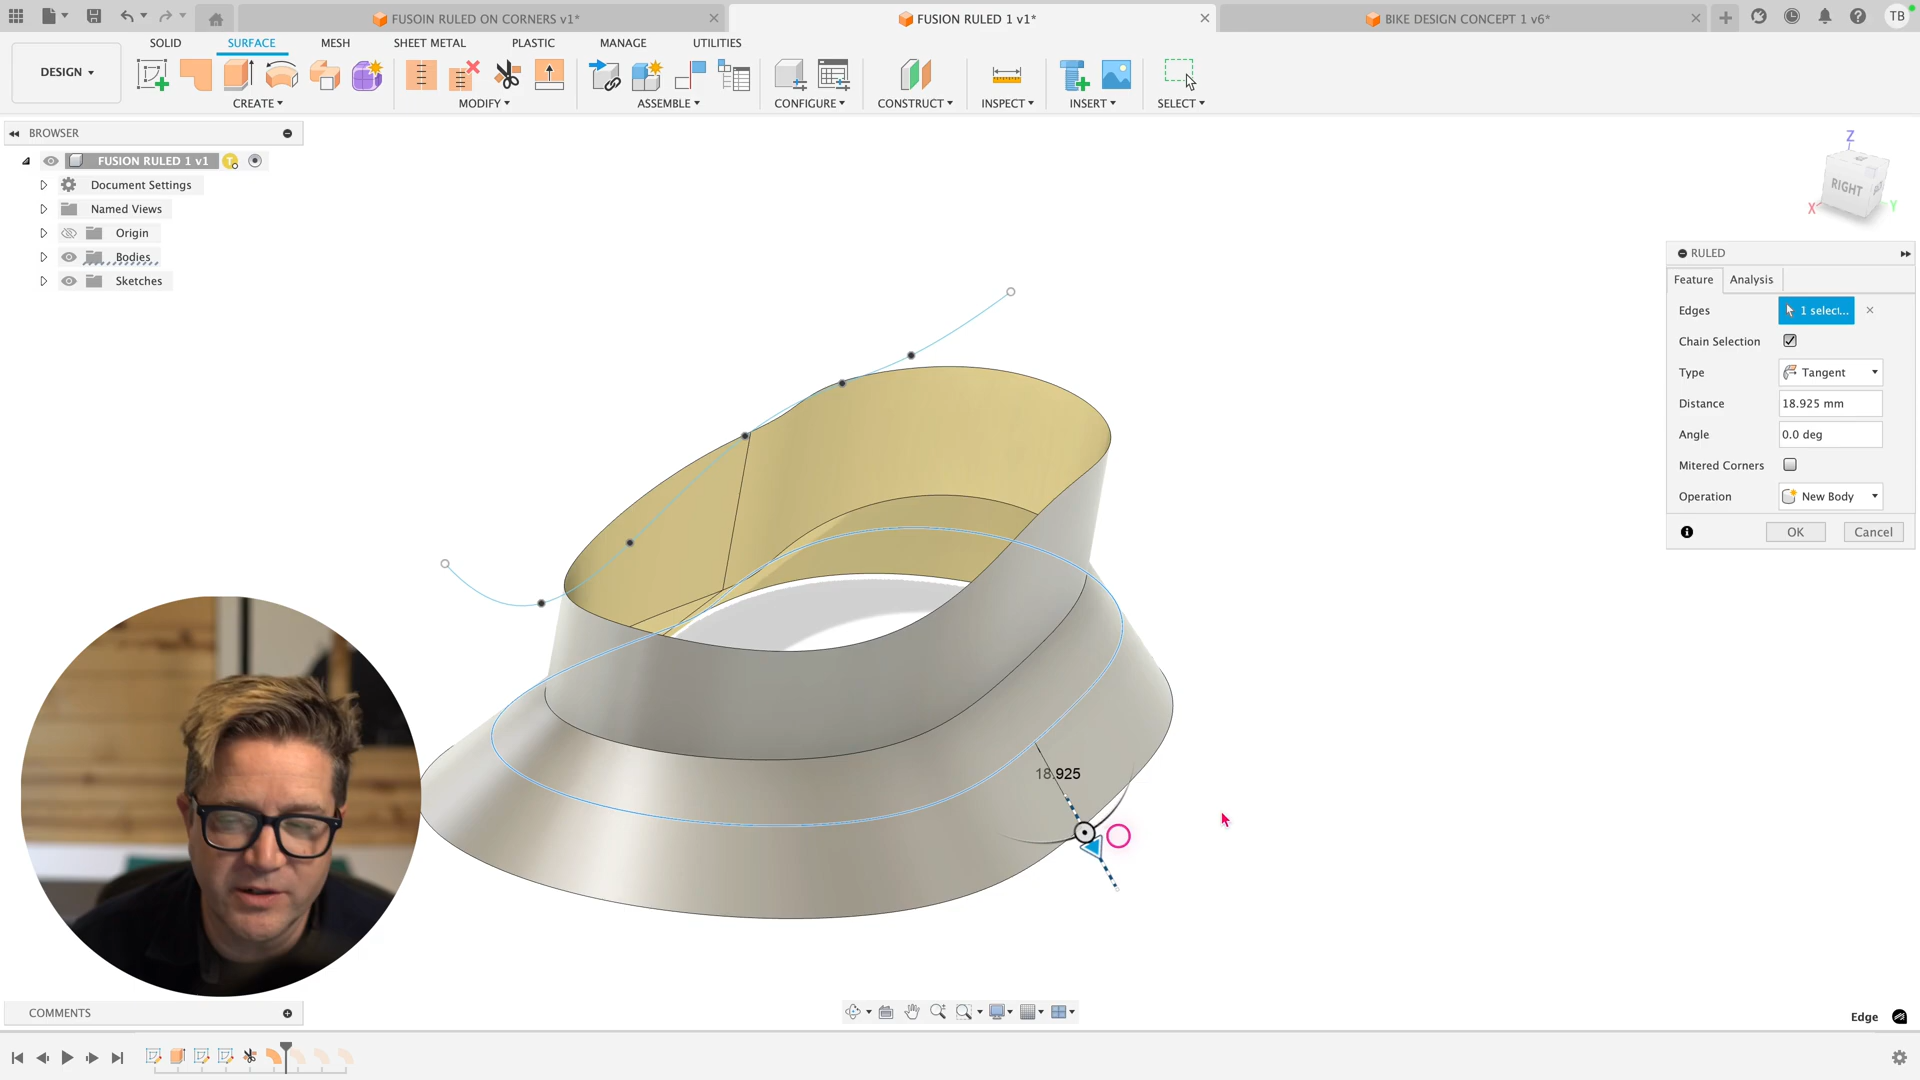 FUSOIN RULED ON CORNERS v1*
FUSION RULED 1 v1*
BIKE DESIGN CONCEPT 1 v6*
TB
SOLID
SURFACE
MESH
SHEET METAL
PLASTIC
MANAGE
UTILITIES
DESIGN
CREATE
MODIFY
ASSEMBLE
CONFIGURE
CONSTRUCT
INSPECT
INSERT
SELECT
BROWSER
FUSION RULED 1 v1
Document Settings
Named Views
Origin
Bodies
Sketches
Z
RIGHT
X
Y
RULED
Feature
Analysis
Edges
1 selec...
Chain Selection
Type
Tangent
Distance
18.925 mm
Angle
0.0 deg
Mitered Corners
Operation
New Body
OK
Cancel
18.925
COMMENTS
Edge